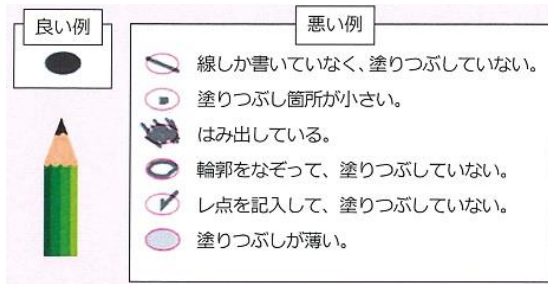 良い例
悪い例
線しか書いていなく、塗りつぶしていない。
塗りつぶし箇所が小さい。
はみ出している。
輪郭をなぞって、塗りつぶしていない。
レ点を記入して、塗りつぶしていない。
塗りつぶしが薄い。